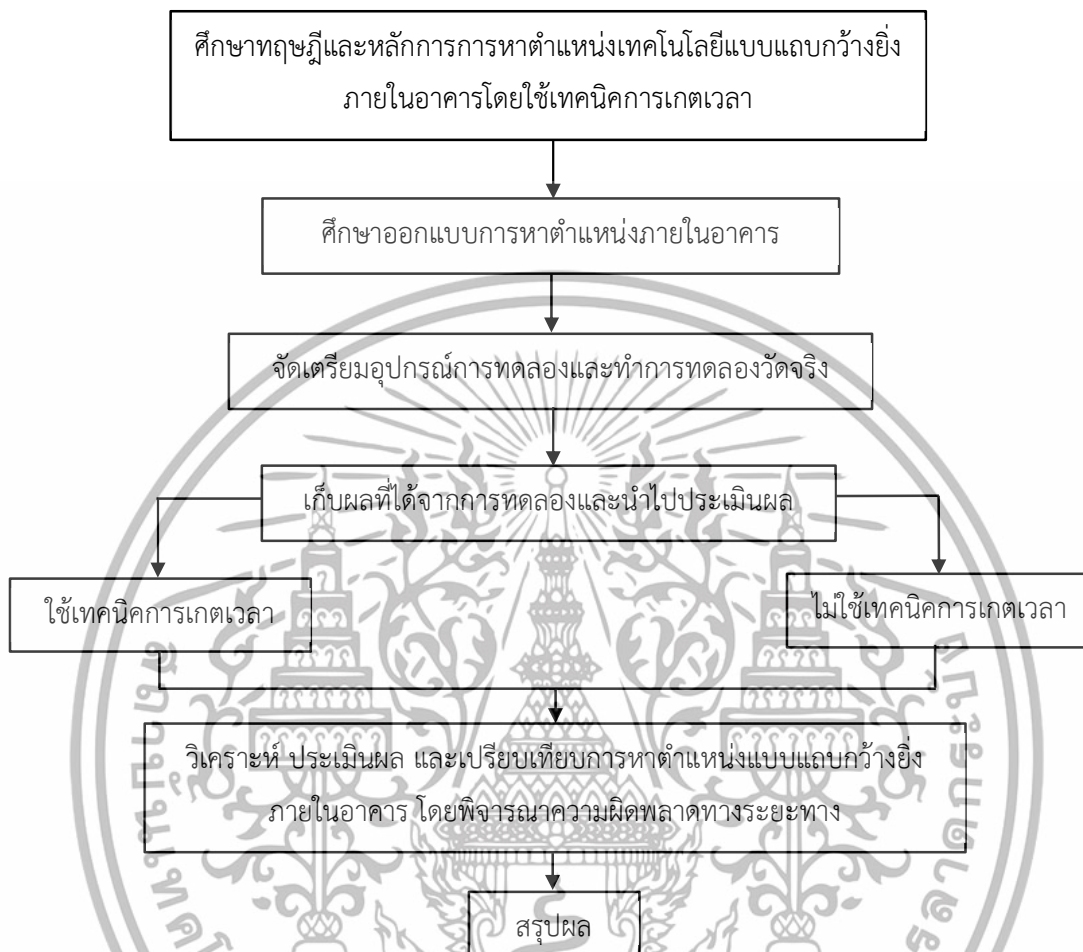 ศึกษาทฤษฎีและหลักการการหาตำแหน่งเทคโนโลยีแบบแถบกว้างยิ่ง
ภายในอาคารโดยใช้เทคนิคการเกตเวลา
ศึกษาออกแบบการหาตำแหน่งภายในอาคาร
จัดเตรียมอุปกรณ์การทดลองและทำการทดลองวัดจริง
เก็บผลที่ได้จากการทดลองและนำไปประเมินผล
ใช้เทคนิคการเกตเวลา
ไม่ใช้เทคนิคการเกตเวลา
วิเคราะห์ ประเมินผล และเปรียบเทียบการหาตำแหน่งแบบแถบกว้างยิ่ง
ภายในอาคาร โดยพิจารณาความผิดพลาดทางระยะทาง
สรุปผล